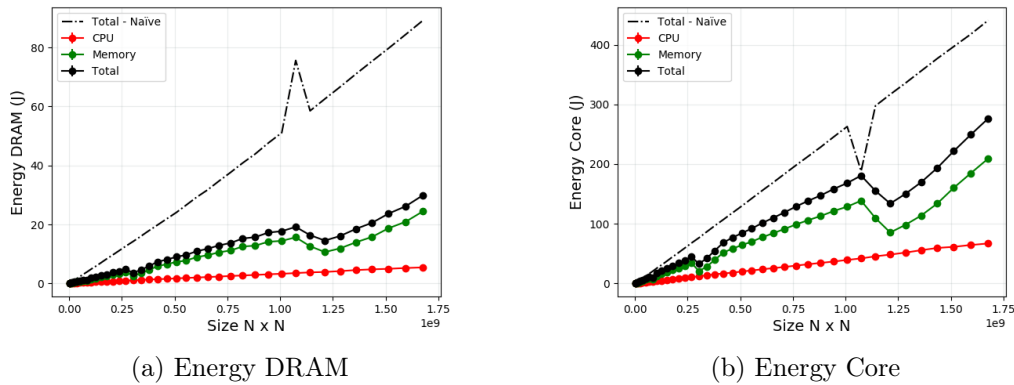 Total - Naïve
CPU
Memory
Total
Energy DRAM (J)
80
60
40
20
0
0.00 0.25 0.50 0.75 1.00 1.25 1.50 1.75
1e9
Size N x N
(a) Energy DRAM
Total - Naïve
CPU
Memory
Total
Energy Core (J)
400
300
200
100
0
0.00 0.25 0.50 0.75 1.00 1.25 1.50 1.75
1e9
Size N x N
(b) Energy Core